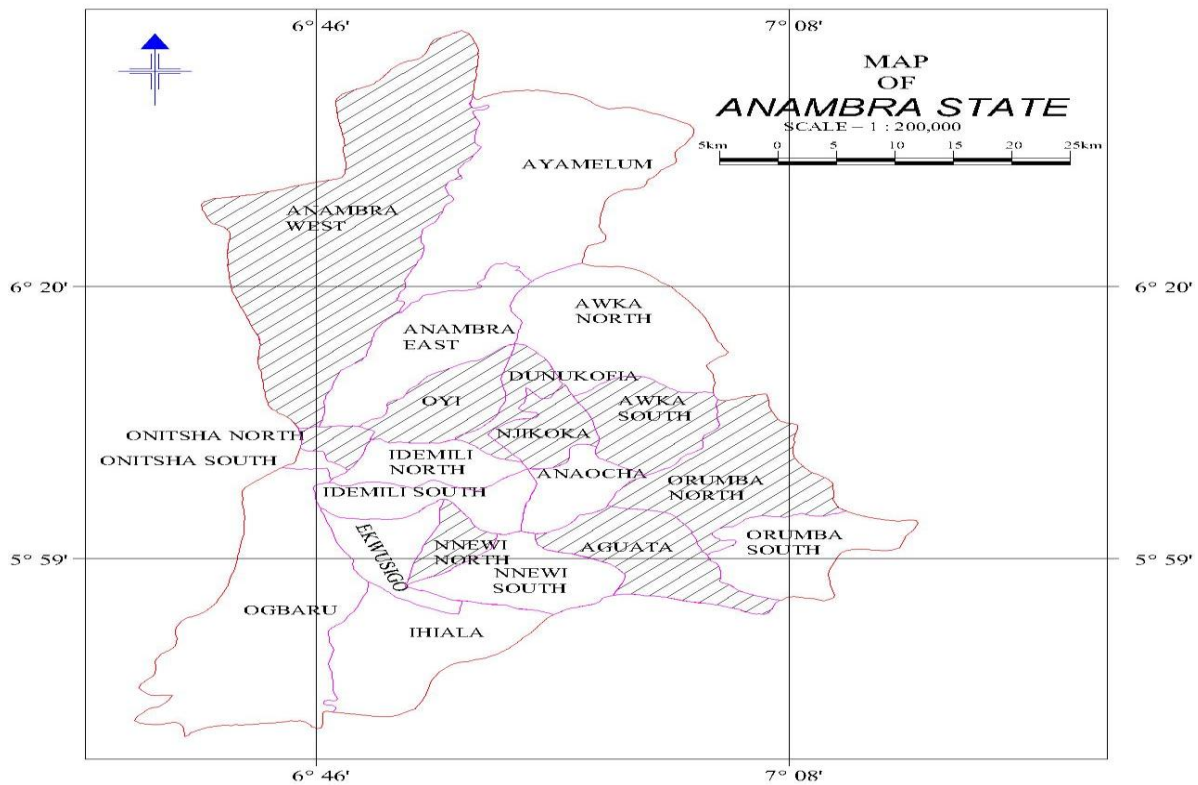 6° 46'
7° 08'
MAP
OF
ANAMBRA STATE
SCALE – 1 : 200,000
5km 0 5 10 15 20 25km
AYAMELUM
ANAMBRA
WEST
6° 20'
6° 20'
AWKA
NORTH
ANAMBRA
EAST
DUNUKOFIA
OYI
AWKA
SOUTH
ONITSHA NORTH
NJIKOKA
ONITSHA SOUTH
IDEMILI
NORTH
ANAOCHA
ORUMBA
NORTH
IDEMILI SOUTH
EKWUSIGO
NNEWI
NORTH
AGUATA
ORUMBA
SOUTH
5° 59'
5° 59'
NNEWI
SOUTH
OGBARU
IHIALA
6° 46'
7° 08'